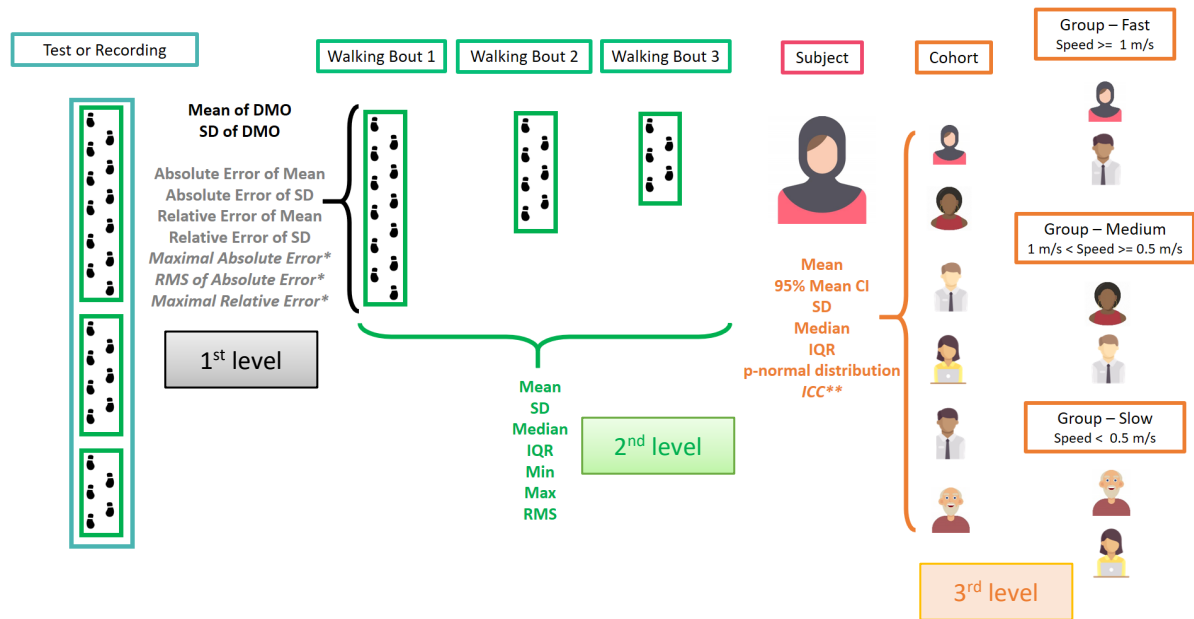 Test or Recording
Mean of DMO
SD of DMO
Absolute Error of Mean
Absolute Error of SD
Relative Error of Mean
Relative Error of SD
Maximal Absolute Error*
RMS of Absolute Error*
Maximal Relative Error*
1st level
Walking Bout 1
Walking Bout 2
Walking Bout 3
Mean
SD
Median
IQR
Min
Max
RMS
2nd level
Subject
Mean
95% Mean CI
SD
Median
IQR
p-normal distribution
ICC**
Cohort
3rd level
Group – Fast
Speed >= 1 m/s
Group – Medium
1 m/s < Speed >= 0.5 m/s
Group – Slow
Speed < 0.5 m/s